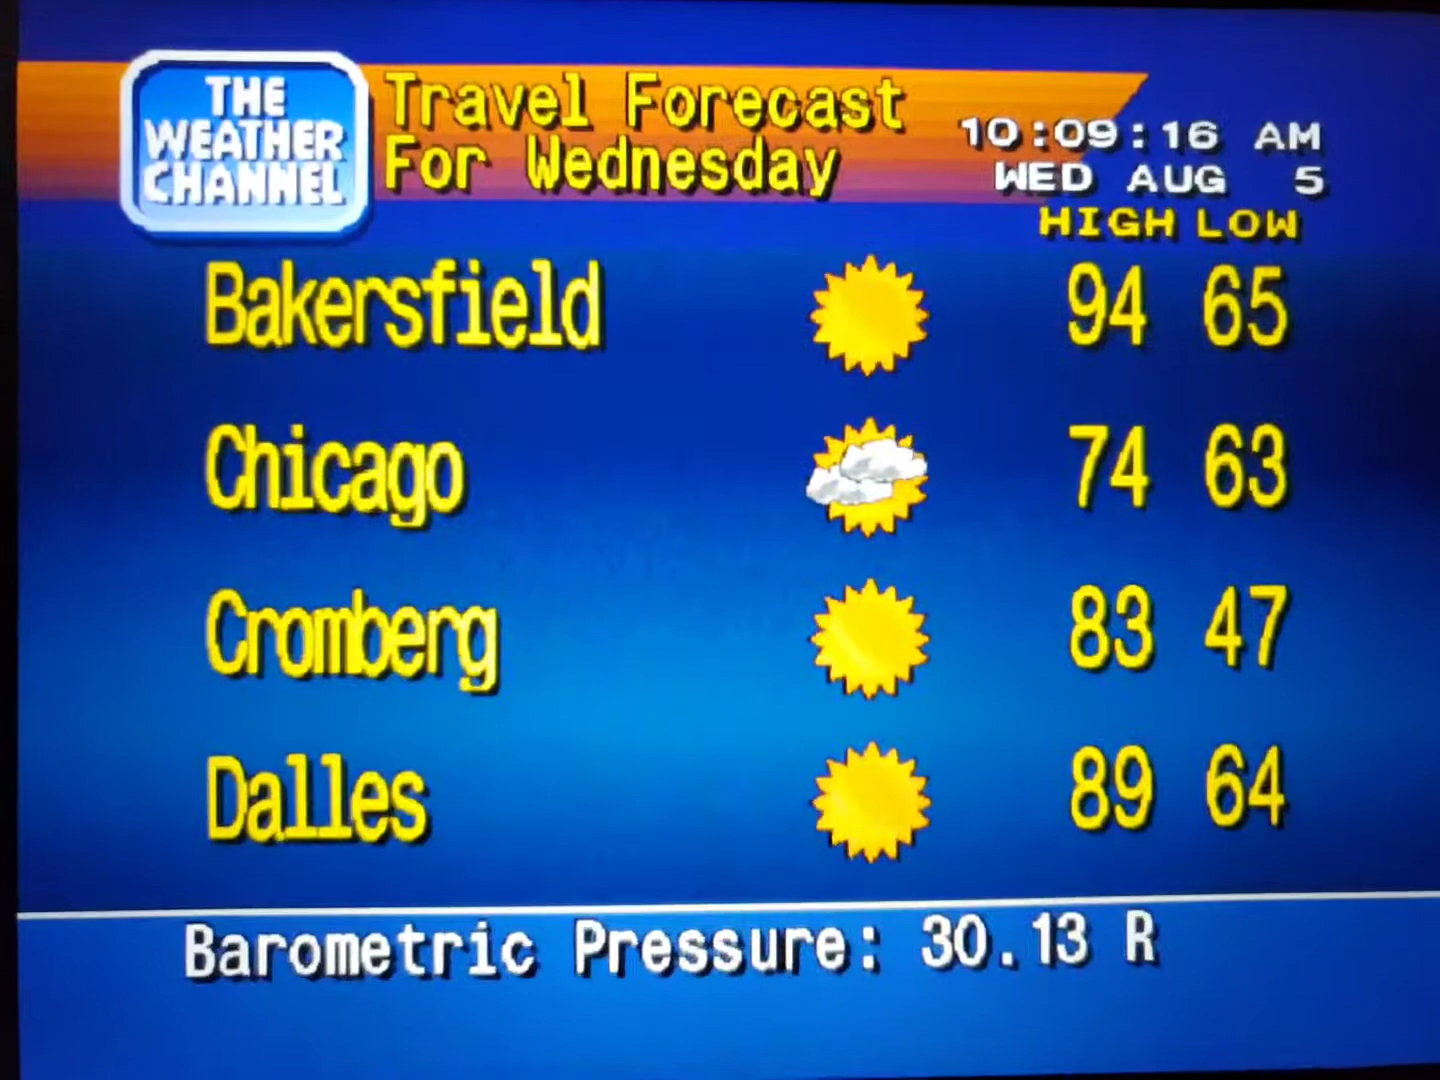 THE
WEATHER
CHANNEL
Travel Forecast
For Wednesday
10:09:16 AM
WED AUG 5
HIGH LOW
Bakersfield 94 65
Chicago 74 63
Cromberg 83 47
Dalles 89 64
Barometric Pressure: 30.13 R